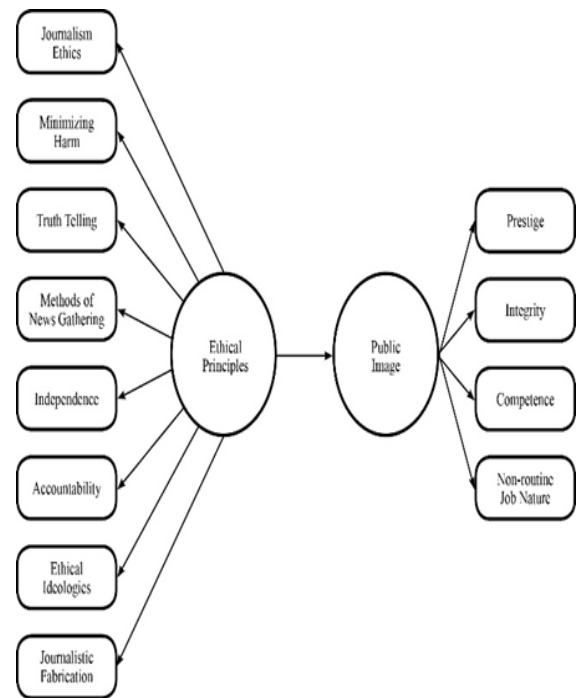 Journalism
Ethics
Minimizing
Harm
Truth Telling
Methods of
News Gathering
Independence
Accountability
Ethical
Ideologies
Journalistic
Fabrication
Ethical
Principles
Public
Image
Prestige
Integrity
Competence
Non-routine
Job Nature